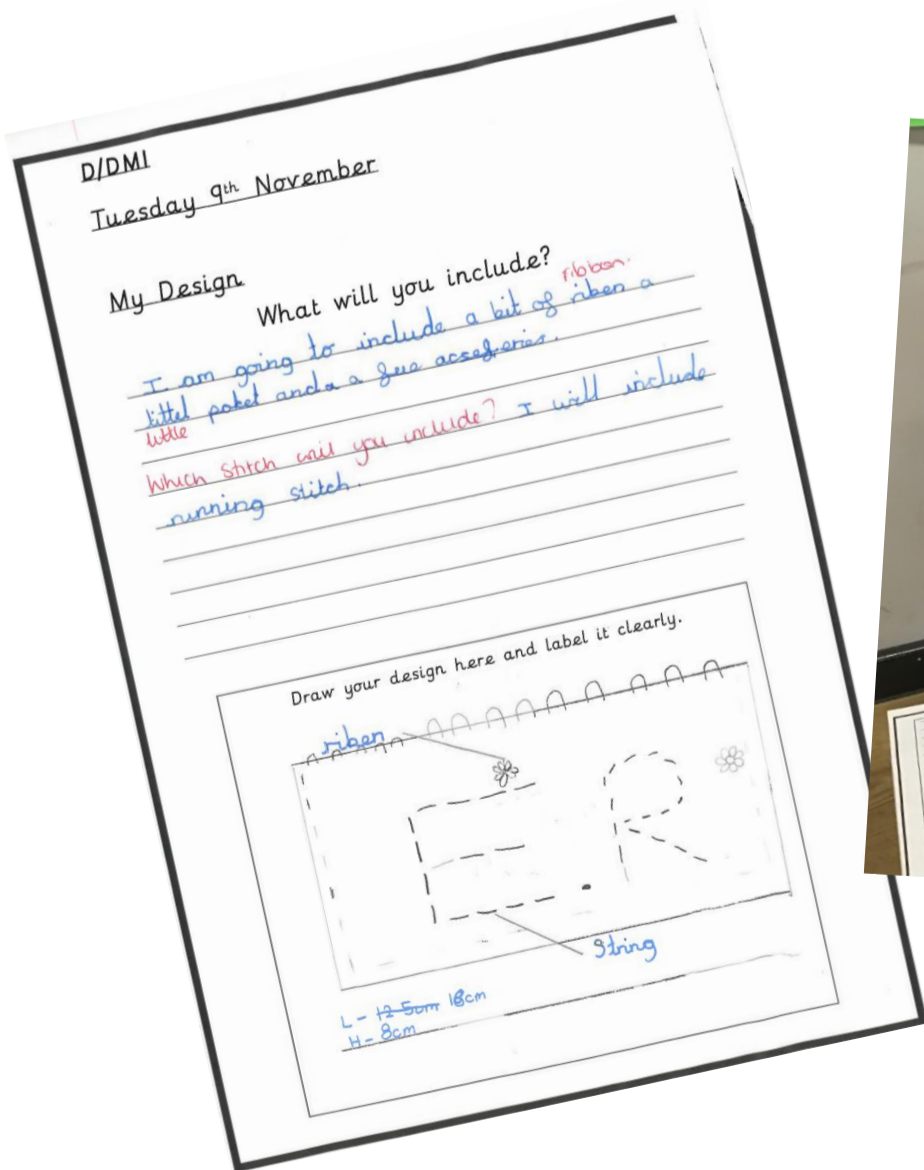 D/DMI
Tuesday 9th November
My Design
What will you include?
ribbon.
I am going to include a bit of riben a
littel poket and a a few
little
Which stitch will you include? I will include
running stitch.
Draw your design here and label it clearly.
riben
E.R
String
L - 12 5cm 18cm
H - 8cm